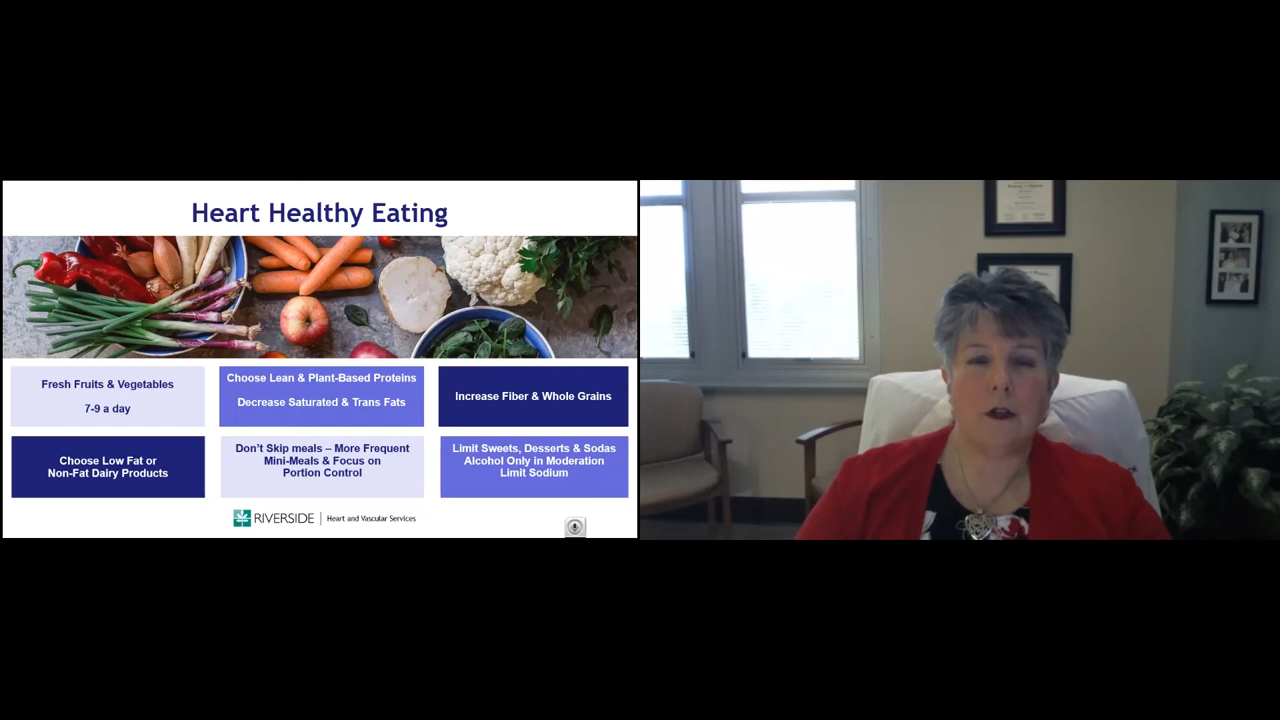 Heart Healthy Eating
Fresh Fruits & Vegetables
7-9 a day
Choose Lean & Plant-Based Proteins
Decrease Saturated & Trans Fats
Increase Fiber & Whole Grains
Choose Low Fat or
Non-Fat Dairy Products
Don't Skip meals – More Frequent
Mini-Meals & Focus on
Portion Control
Limit Sweets, Desserts & Sodas
Alcohol Only in Moderation
Limit Sodium
RIVERSIDE | Heart and Vascular Services